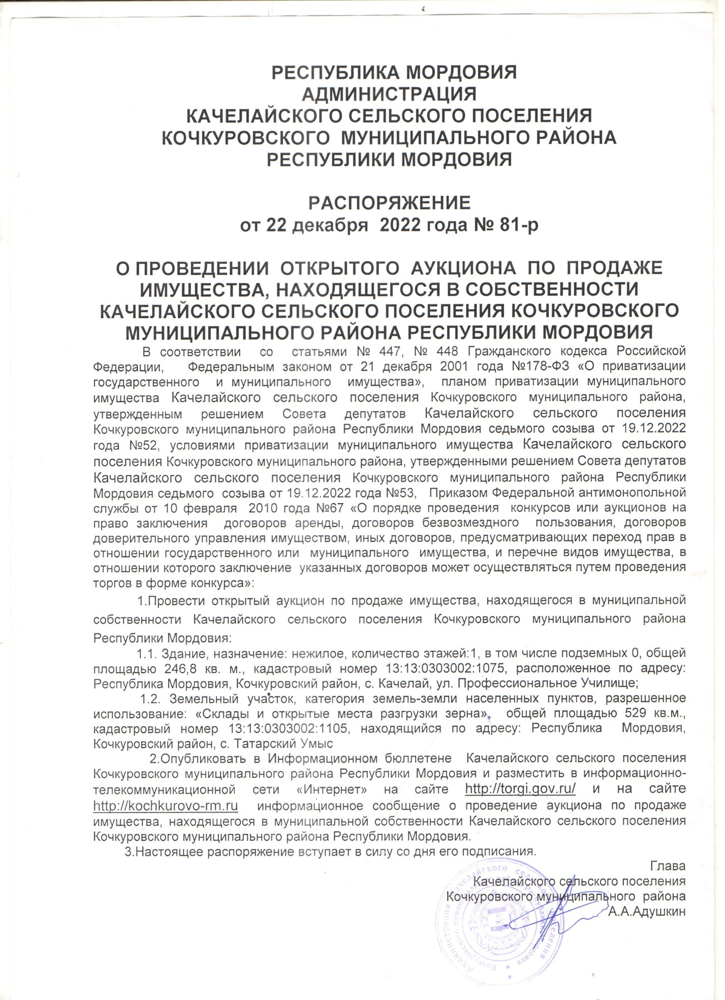 РЕСПУБЛИКА МОРДОВИЯ
АДМИНИСТРАЦИЯ
КАЧЕЛАЙСКОГО СЕЛЬСКОГО ПОСЕЛЕНИЯ
КОЧКУРОВСКОГО МУНИЦИПАЛЬНОГО РАЙОНА
РЕСПУБЛИКИ МОРДОВИЯ
РАСПОРЯЖЕНИЕ
от 22 декабря 2022 года № 81-р
О ПРОВЕДЕНИИ ОТКРЫТОГО АУКЦИОНА ПО ПРОДАЖЕ
ИМУЩЕСТВА, НАХОДЯЩЕГОСЯ В СОБСТВЕННОСТИ
КАЧЕЛАЙСКОГО СЕЛЬСКОГО ПОСЕЛЕНИЯ КОЧКУРОВСКОГО
МУНИЦИПАЛЬНОГО РАЙОНА РЕСПУБЛИКИ МОРДОВИЯ
В соответствии со статьями № 447, № 448 Гражданского кодекса Российской
Федерации, Федеральным законом от 21 декабря 2001 года №178-ФЗ «О приватизации
государственного и муниципального имущества», планом приватизации муниципального
имущества Качелайского сельского поселения Кочкуровского муниципального района,
утвержденным решением Совета депутатов Качелайского сельского поселения
Кочкуровского муниципального района Республики Мордовия седьмого созыва от 19.12.2022
года №52, условиями приватизации муниципального имущества Качелайского сельского
поселения Кочкуровского муниципального района, утвержденными решением Совета депутатов
Качелайского сельского поселения Кочкуровского муниципального района Республики
Мордовия седьмого созыва от 19.12.2022 года №53, Приказом Федеральной антимонопольной
службы от 10 февраля 2010 года №67 «О порядке проведения конкурсов или аукционов на
право заключения договоров аренды, договоров безвозмездного пользования, договоров
доверительного управления имуществом, иных договоров, предусматривающих переход прав в
отношении государственного или муниципального имущества, и перечне видов имущества, в
отношении которого заключение указанных договоров может осуществляться путем проведения
торгов в форме конкурса»:
1.Провести открытый аукцион по продаже имущества, находящегося в муниципальной
собственности Качелайского сельского поселения Кочкуровского муниципального района
Республики Мордовия:
1.1. Здание, назначение: нежилое, количество этажей:1, в том числе подземных 0, общей
площадью 246,8 кв. м., кадастровый номер 13:13:0303002:1075, расположенное по адресу:
Республика Мордовия, Кочкуровский район, с. Качелай, ул. Профессиональное Училище;
1.2. Земельный участок, категория земель-земли населенных пунктов, разрешенное
использование: «Склады и открытые места разгрузки зерна», общей площадью 529 кв.м.,
кадастровый номер 13:13:0303002:1105, находящийся по адресу: Республика Мордовия,
Кочкуровский район, с. Татарский Умыс
2.Опубликовать в Информационном бюллетене Качелайского сельского поселения
Кочкуровского муниципального района Республики Мордовия и разместить в информационно-
телекоммуникационной сети «Интернет» на сайте http://torgi.gov.ru/ и на сайте
http://kochkurovo-rm.ru информационное сообщение о проведение аукциона по продаже
имущества, находящегося в муниципальной собственности Качелайского сельского поселения
Кочкуровского муниципального района Республики Мордовия.
3.Настоящее распоряжение вступает в силу со дня его подписания.
Глава
Качелайского сельского поселения
Кочкуровского муниципального района
А.А.Адушкин
Администрация Качелайского сельского поселения
Кочкуровского муниципального района Республики Мордовия